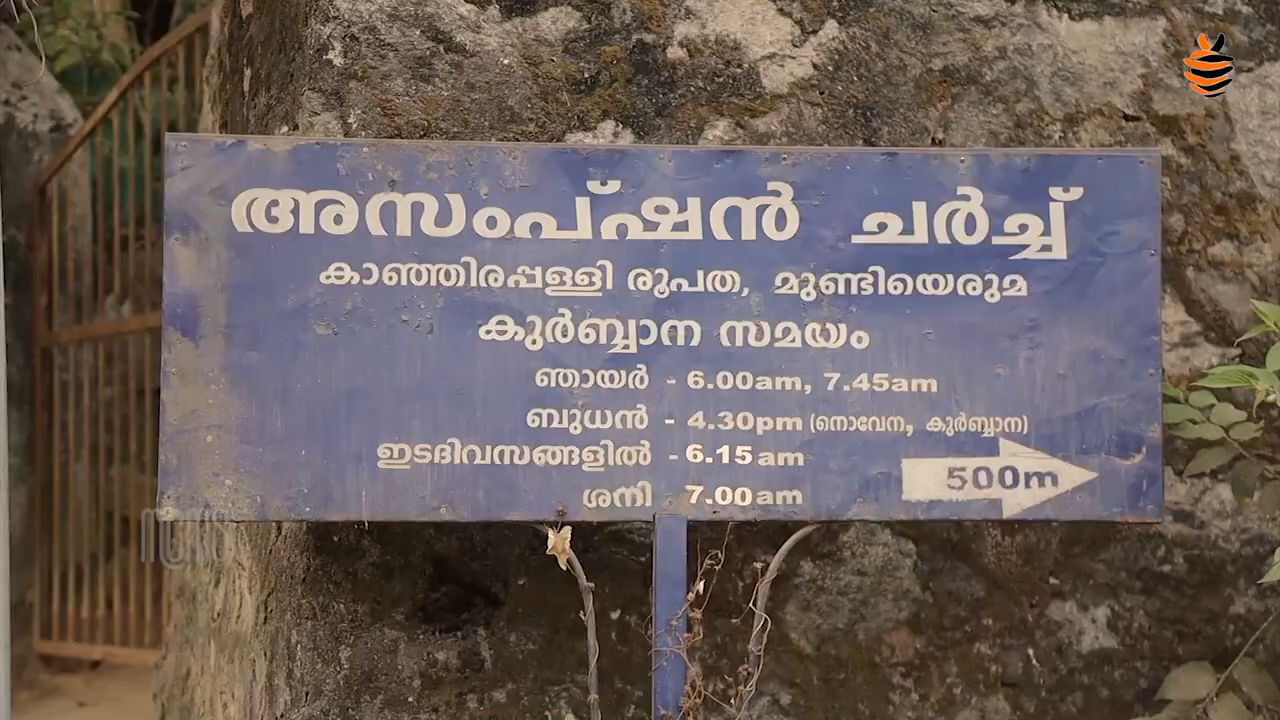 അസംപ്ഷൻ ചർച്ച്
കാഞ്ഞിരപ്പള്ളി രൂപത, മുണ്ടിയെരുമ
കുർബ്ബാന സമയം
ഞായർ - 6.00am, 7.45am
ബുധൻ - 4.30pm (നൊവേന, കുർബ്ബാന)
ഇടദിവസങ്ങളിൽ - 6.15am
ശനി 7.00am
500m